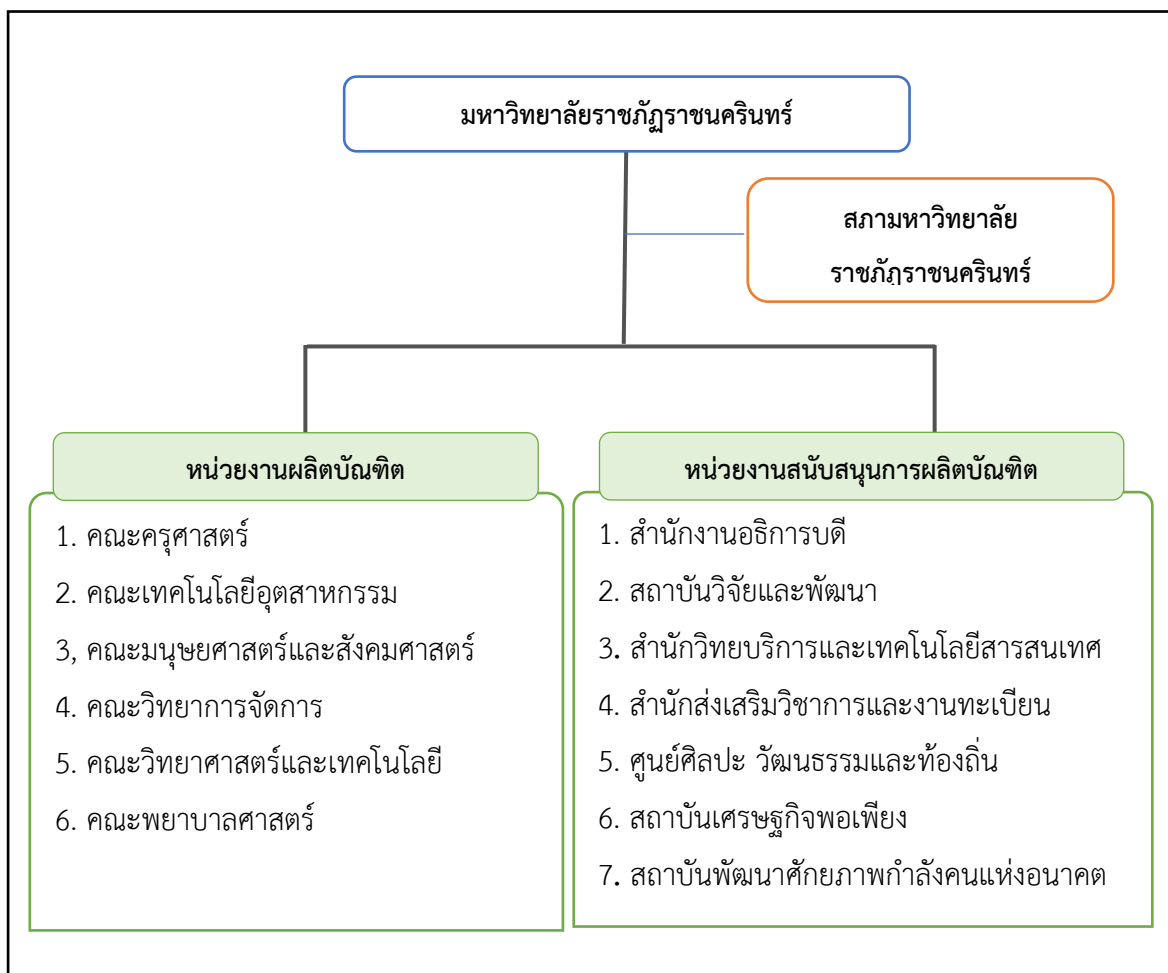 มหาวิทยาลัยราชภัฏราชนครินทร์
สภามหาวิทยาลัย
ราชภัฏราชนครินทร์
หน่วยงานผลิตบัณฑิต
1. คณะครุศาสตร์
2. คณะเทคโนโลยีอุตสาหกรรม
3, คณะมนุษยศาสตร์และสังคมศาสตร์
4. คณะวิทยาการจัดการ
5. คณะวิทยาศาสตร์และเทคโนโลยี
6. คณะพยาบาลศาสตร์
หน่วยงานสนับสนุนการผลิตบัณฑิต
1. สำนักงานอธิการบดี
2. สถาบันวิจัยและพัฒนา
3. สำนักวิทยบริการและเทคโนโลยีสารสนเทศ
4. สำนักส่งเสริมวิชาการและงานทะเบียน
5. ศูนย์ศิลปะ วัฒนธรรมและท้องถิ่น
6. สถาบันเศรษฐกิจพอเพียง
7. สถาบันพัฒนาศักยภาพกำลังคนแห่งอนาคต